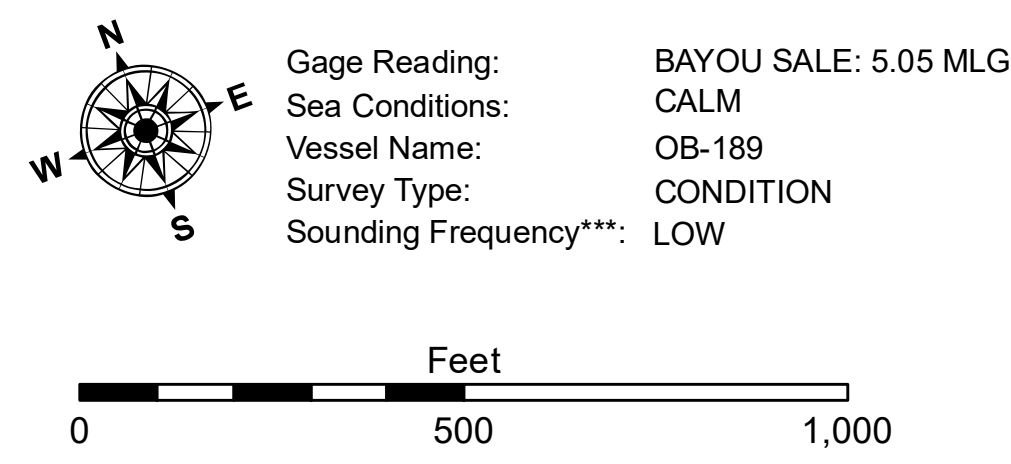 N
E
W
S
Gage Reading: BAYOU SALE: 5.05 MLG
Sea Conditions: CALM
Vessel Name: OB-189
Survey Type: CONDITION
Sounding Frequency***: LOW
Feet
0 500 1,000